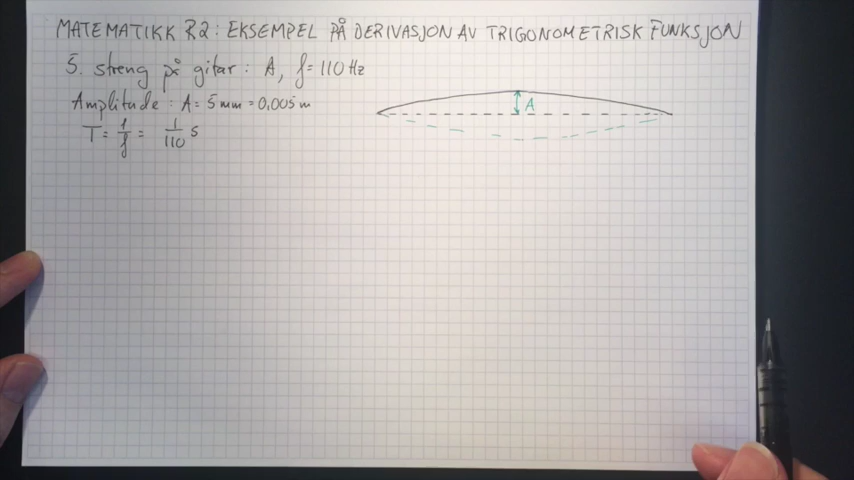 MATEMATIKK R2: EKSEMPEL PÅ DERIVASJON AV TRIGONOMETRISK FUNKSJON
5. streng på gitar: A, f = 110 Hz
Amplitude: A = 5 mm = 0,005 m
A
T = 1/f = 1/110 s